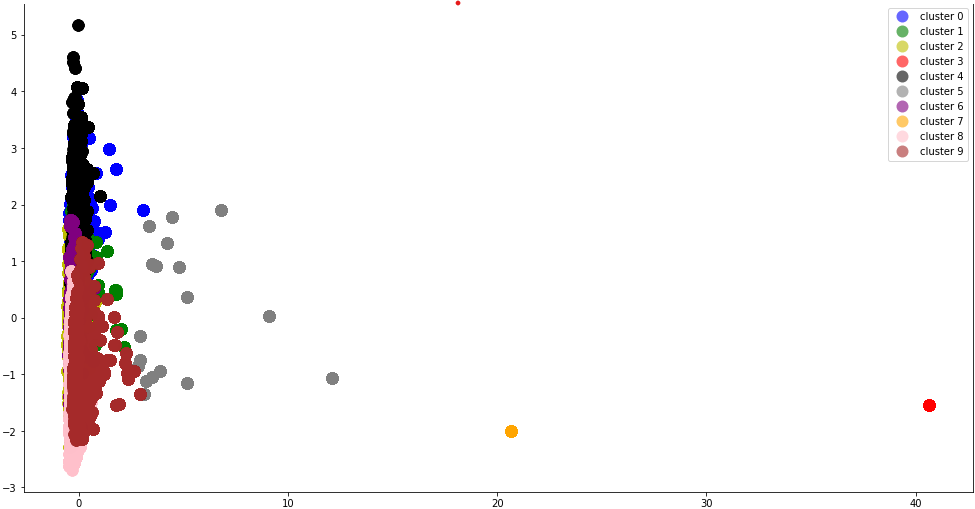 5
4
3
2
1
0
−1
−2
−3
0
10
20
30
40
cluster 0
cluster 1
cluster 2
cluster 3
cluster 4
cluster 5
cluster 6
cluster 7
cluster 8
cluster 9